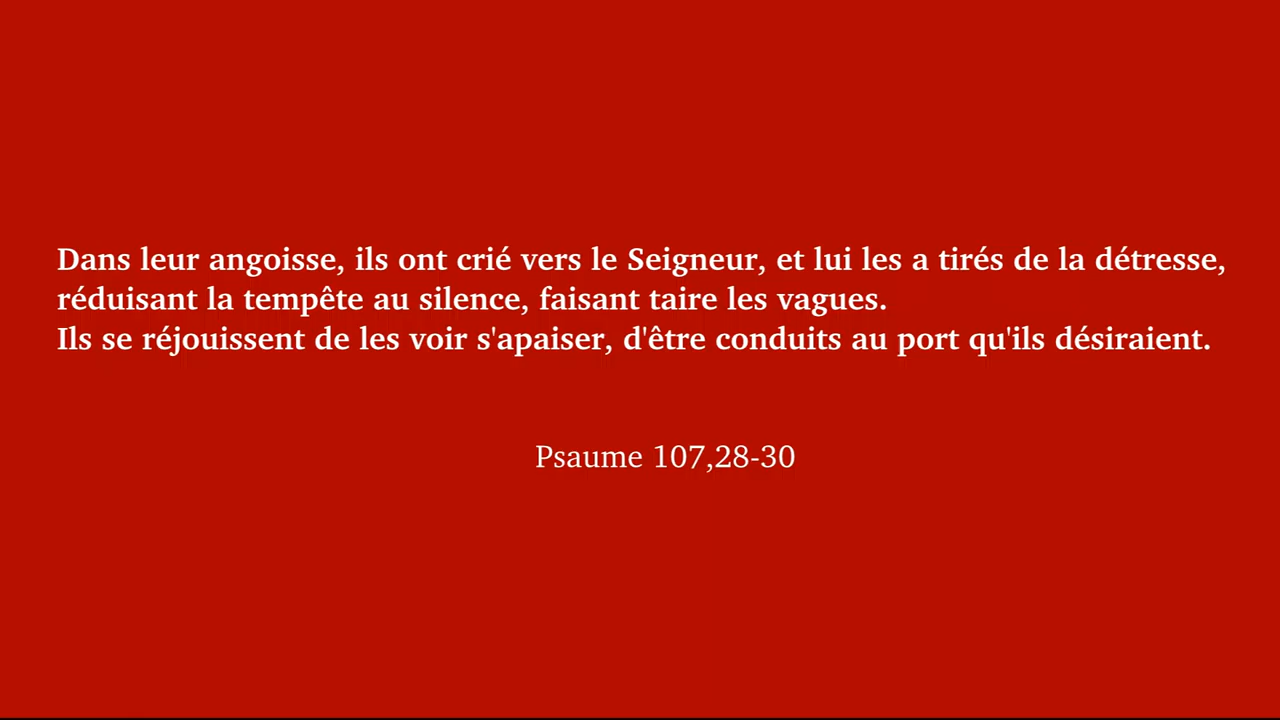 Dans leur angoisse, ils ont crié vers le Seigneur, et lui les a tirés de la détresse,
réduisant la tempête au silence, faisant taire les vagues.
Ils se réjouissent de les voir s'apaiser, d'être conduits au port qu'ils désiraient.
Psaume 107,28-30